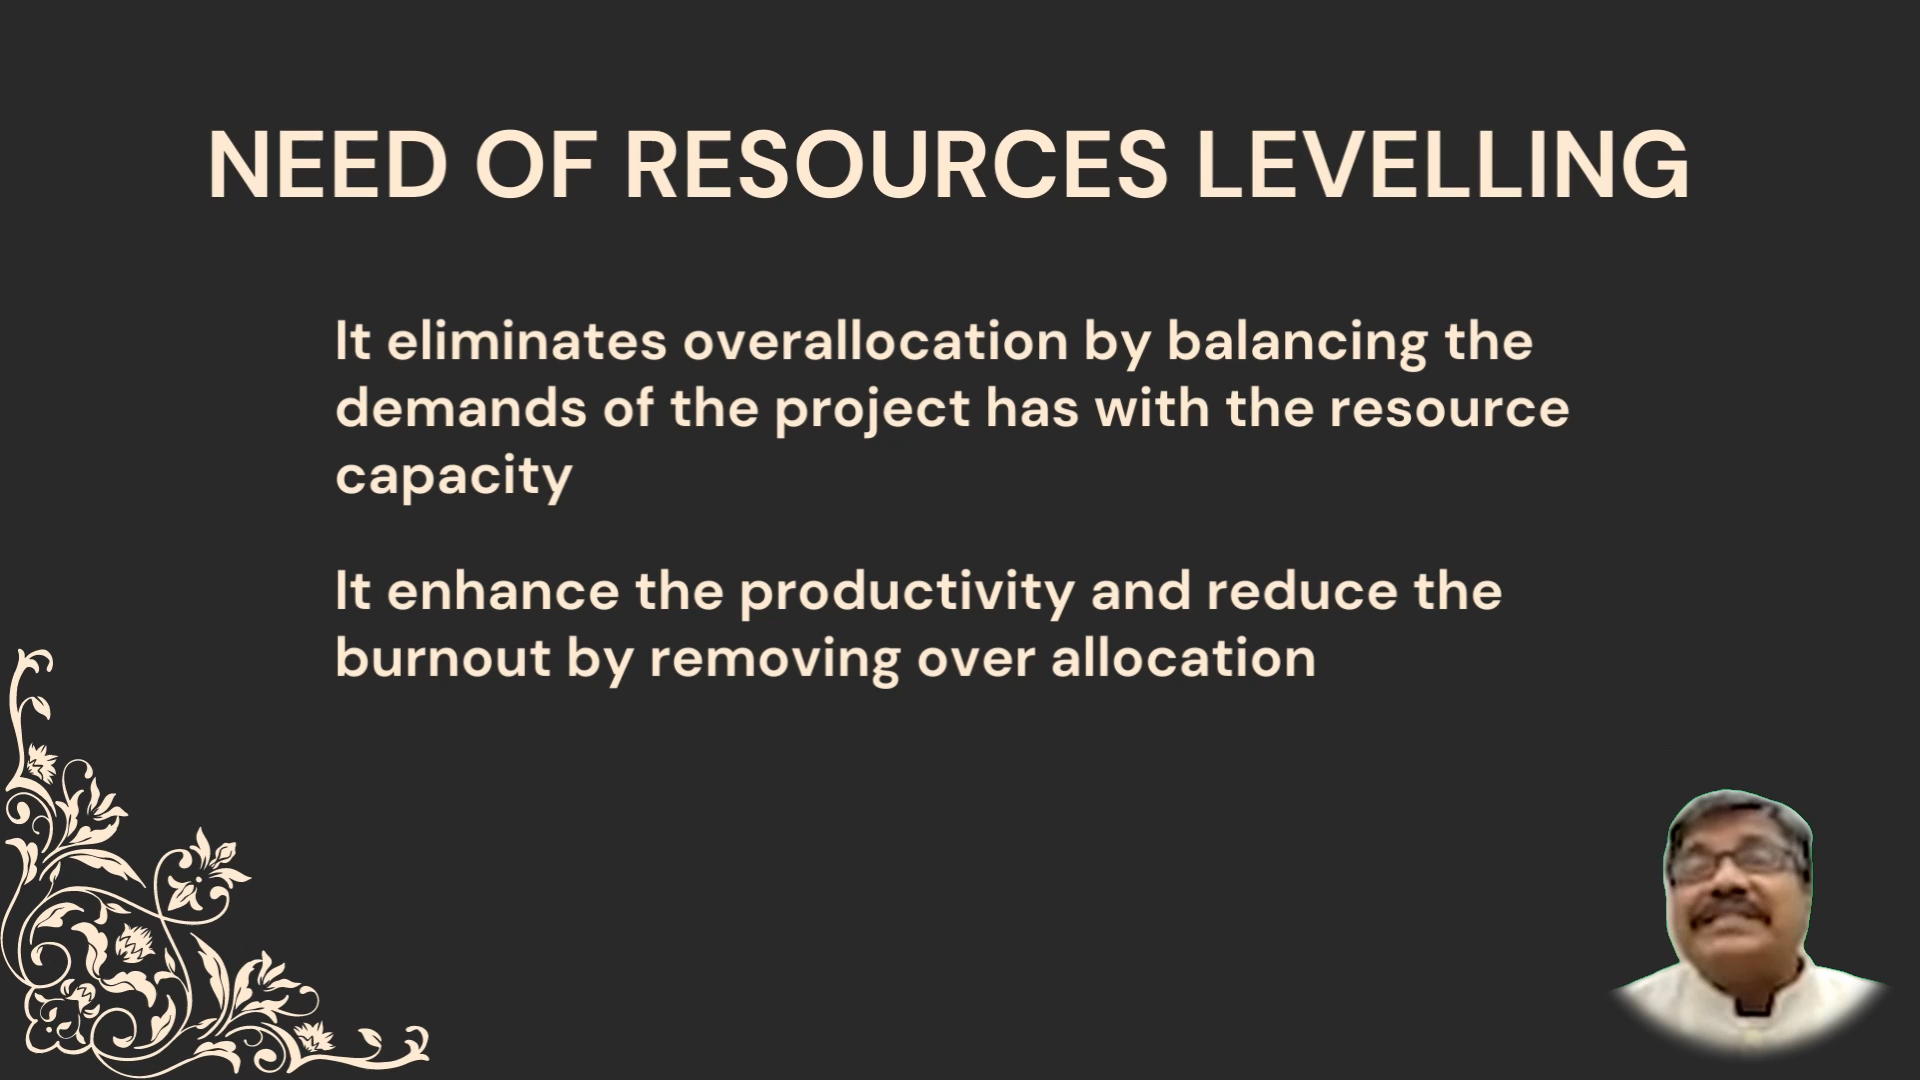 NEED OF RESOURCES LEVELLING
It eliminates overallocation by balancing the
demands of the project has with the resource
capacity
It enhance the productivity and reduce the
burnout by removing over allocation